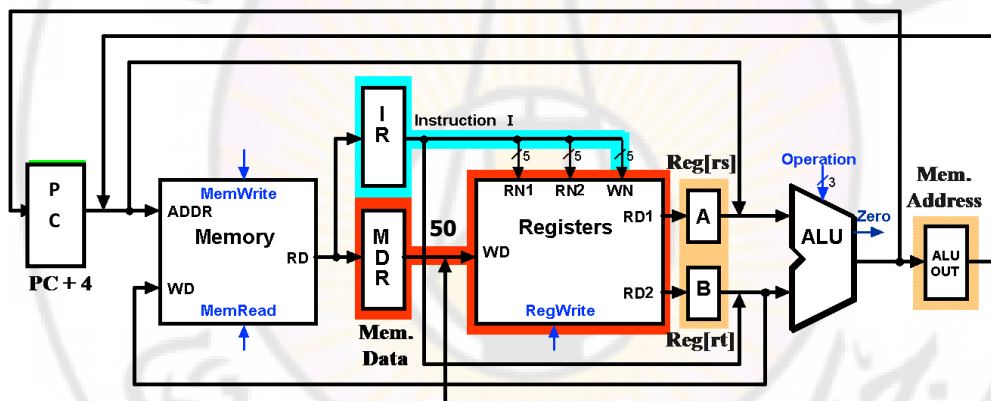 P
C
PC + 4
MemWrite
ADDR
Memory
RD
WD
MemRead
I
R
Instruction I
M
D
R
Mem.
Data
50
5
5
5
RN1 RN2 WN
Registers
RD1
WD
RD2
RegWrite
Reg[rs]
A
B
Reg[rt]
Operation
3
Zero
ALU
Mem.
Address
ALU
OUT